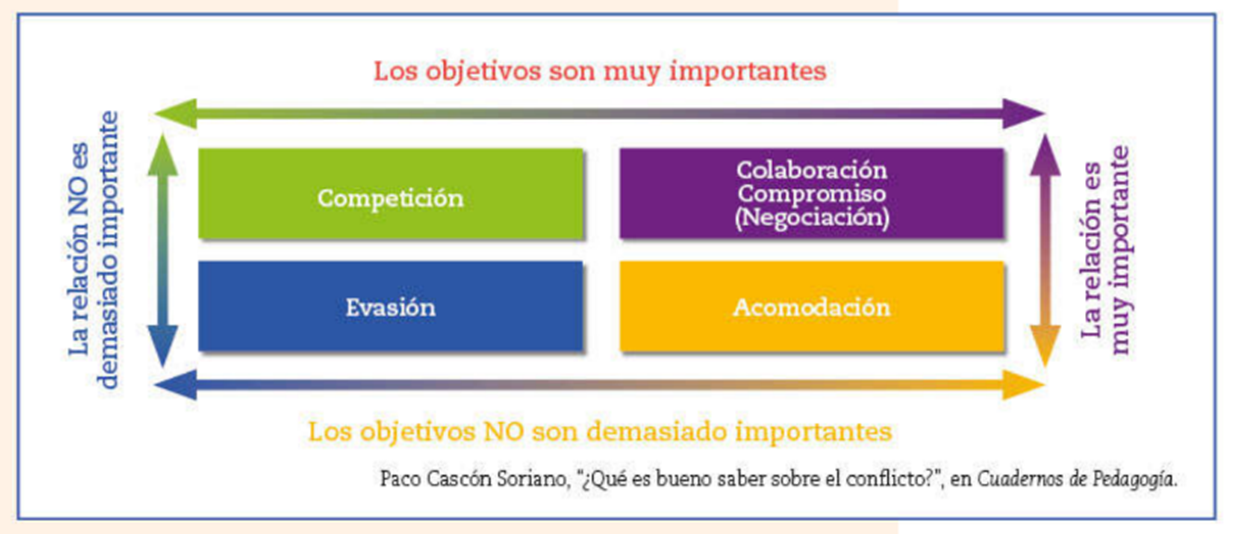 Los objetivos son muy importantes
La relación NO es
demasiado importante
Competición
Colaboración
Compromiso
(Negociación)
La relación es
muy importante
Evasión
Acomodación
Los objetivos NO son demasiado importantes
Paco Cascón Soriano, "¿Qué es bueno saber sobre el conflicto?", en Cuadernos de Pedagogía.